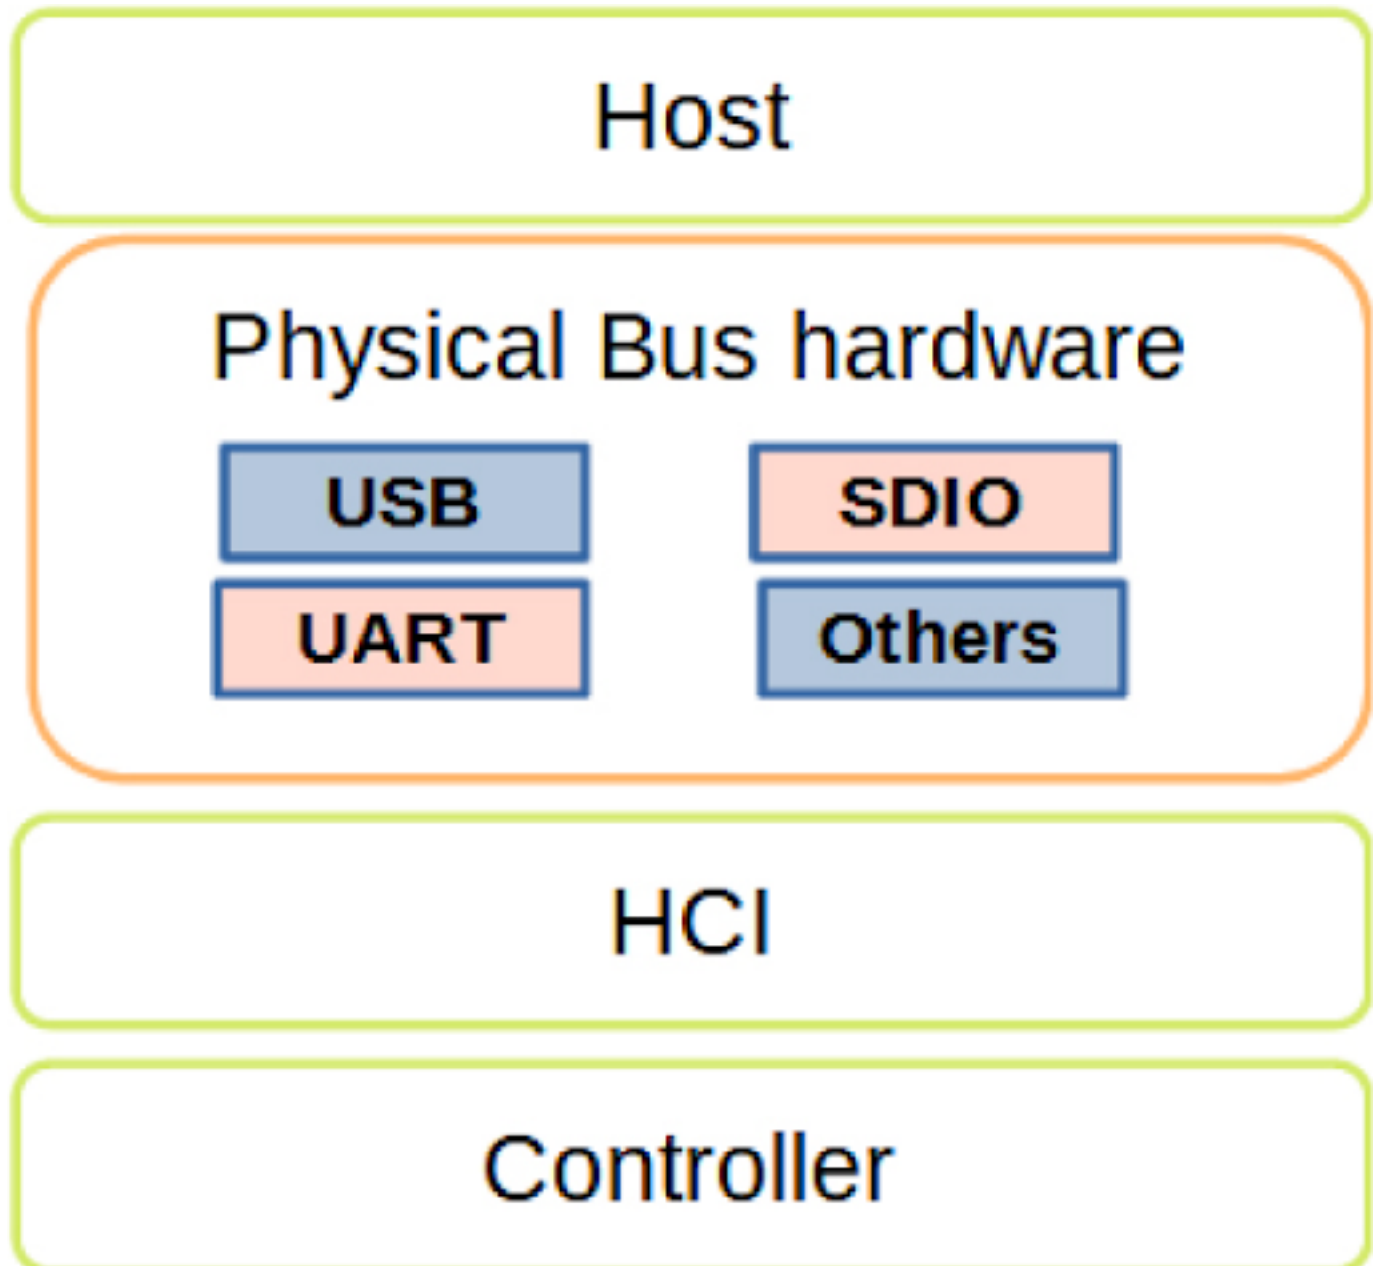 Host
Physical Bus hardware
USB SDIO
UART Others
HCI
Controller